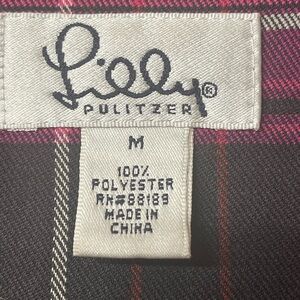 Lilly®
PULITZER
M
100%
POLYESTER
RN#88189
MADE IN
CHINA